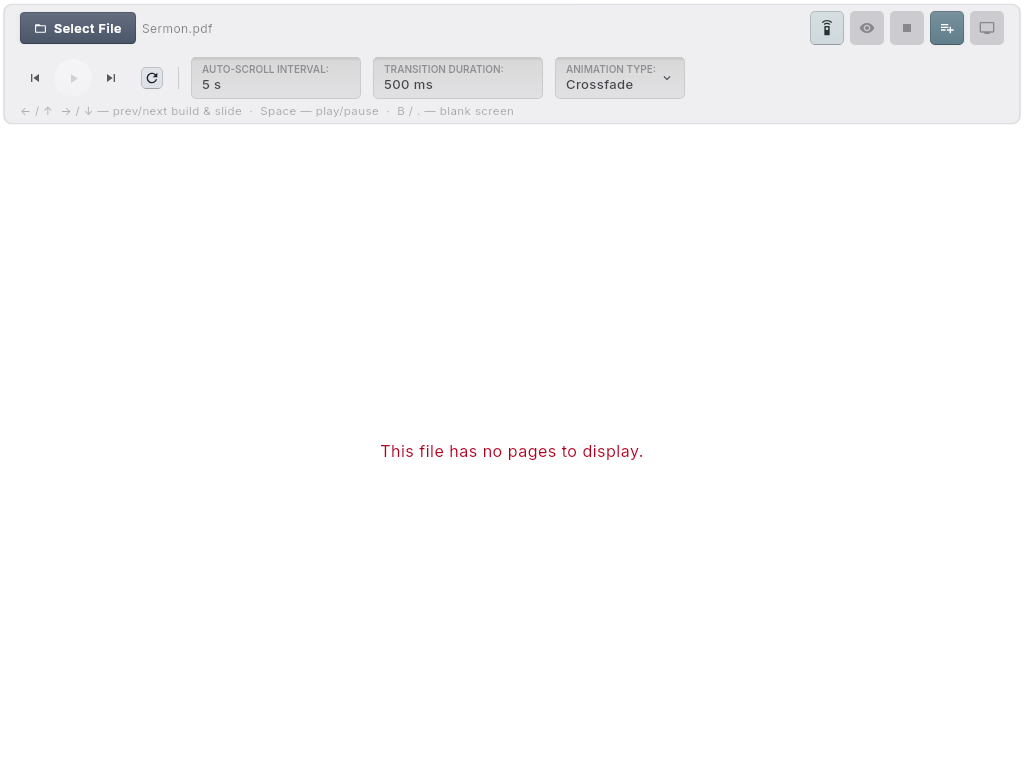 Select File Sermon.pdf
AUTO-SCROLL INTERVAL: TRANSITION DURATION: ANIMATION TYPE:
5 s 500 ms Crossfade
← / ↑ → / ↓ — prev/next build & slide · Space — play/pause · B / . — blank screen
This file has no pages to display.